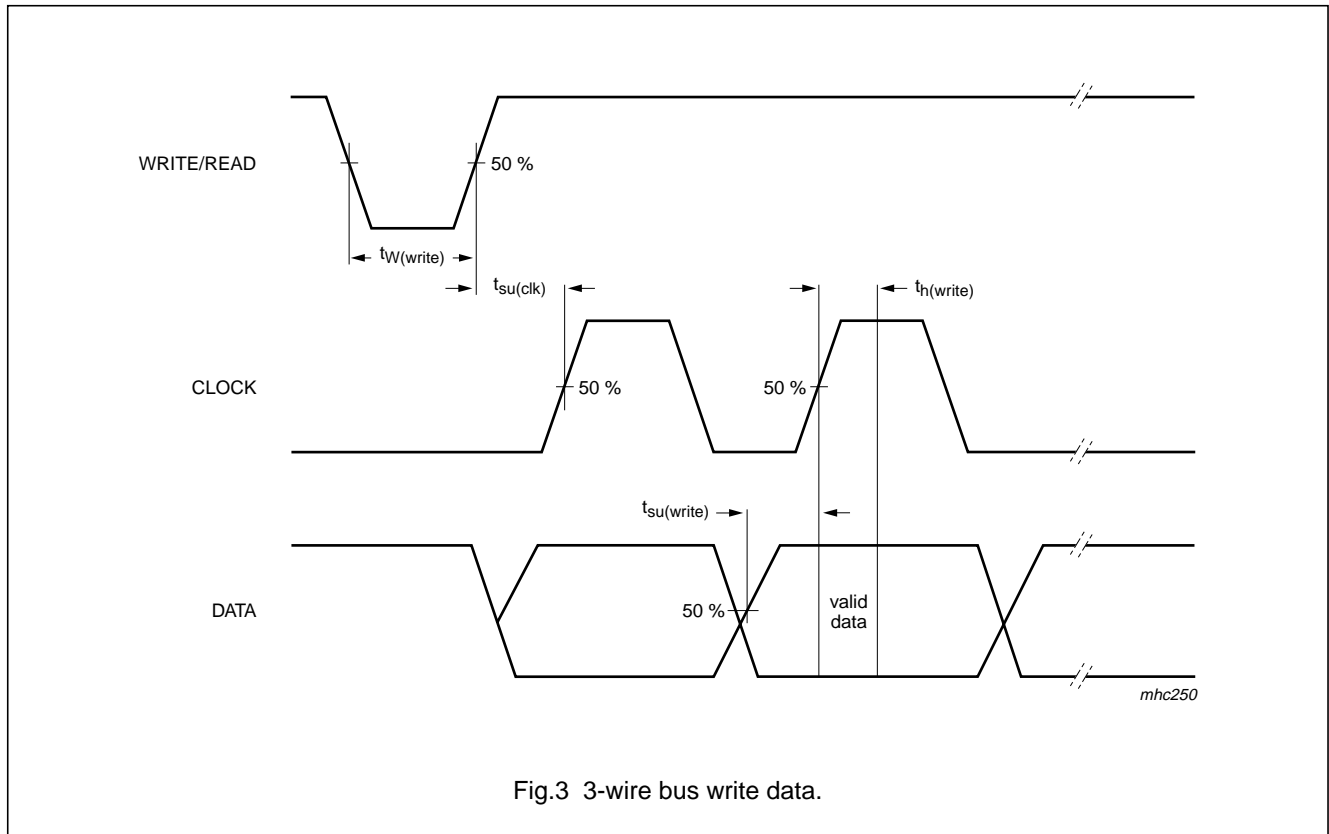 WRITE/READ
50 %
tW(write)
tsu(clk)
th(write)
CLOCK
50 %
50 %
tsu(write)
DATA
50 %
valid
data
mhc250
Fig.3 3-wire bus write data.